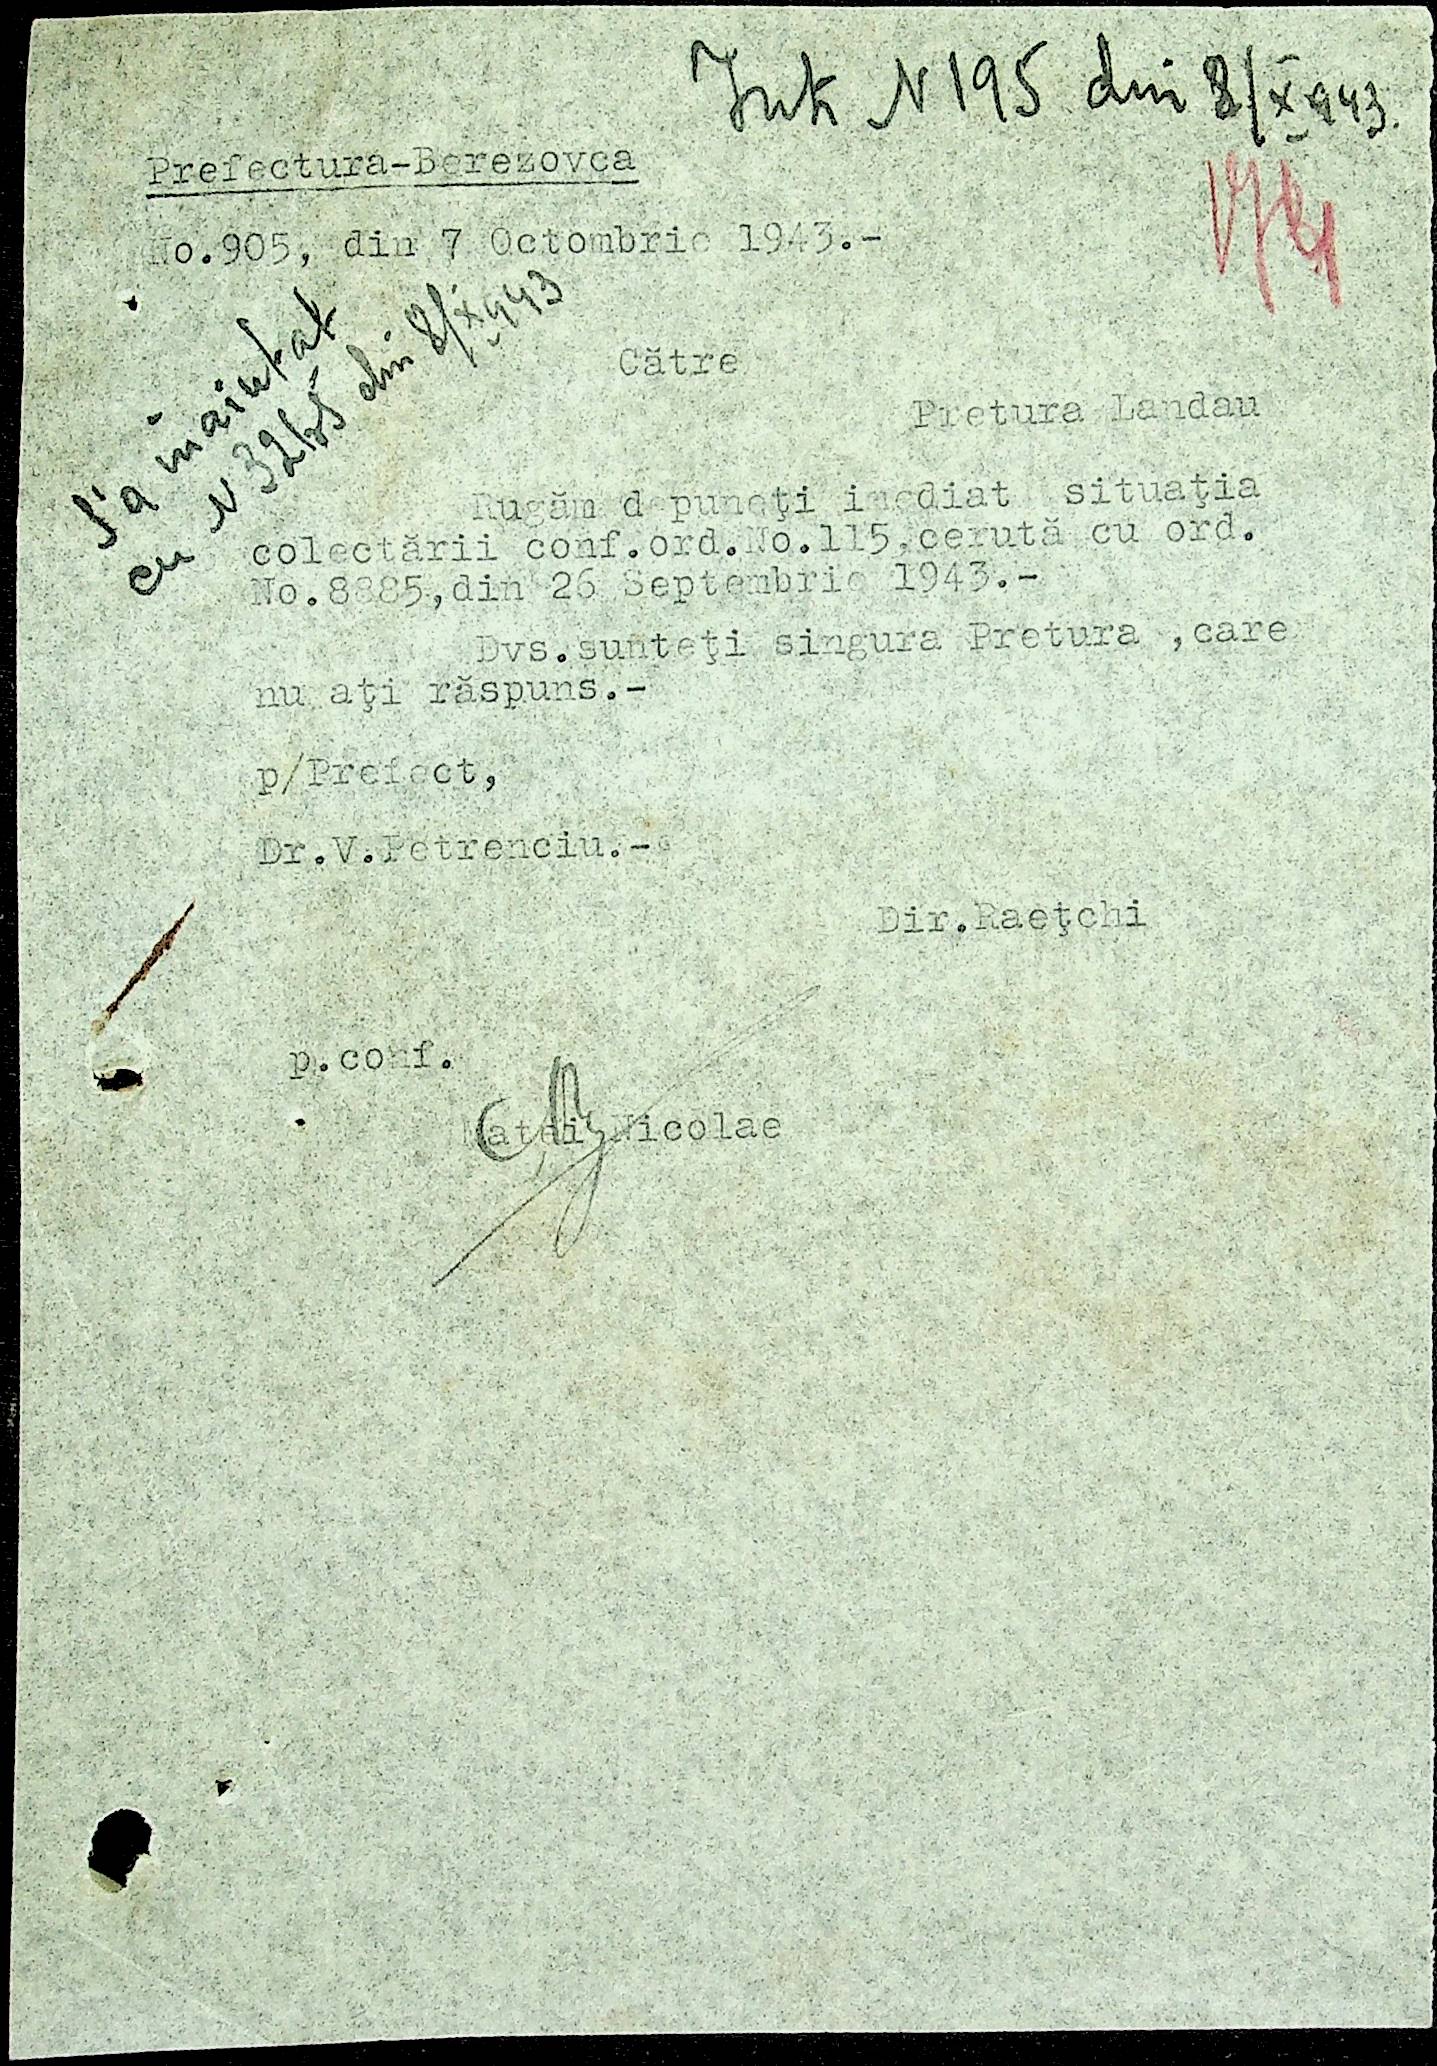 N 195 din 8/X 943.
Prefectura-Berezovca
No.905, din 7 Octombrie 1943.-
S'a înaintat
cu N din 8/X 943
Către
Pretura Landau
Rugăm depuneţi imediat situaţia
colectării conf.ord.No.115,cerută cu ord.
No.8885,din 26 Septembrie 1943.-
Dvs.sunteţi singura Pretura ,care
nu aţi răspuns.-
p/Prefect,
Dr.V.Petrenciu.-
Dir.Raeţchi
p.conf.
Matei Nicolae